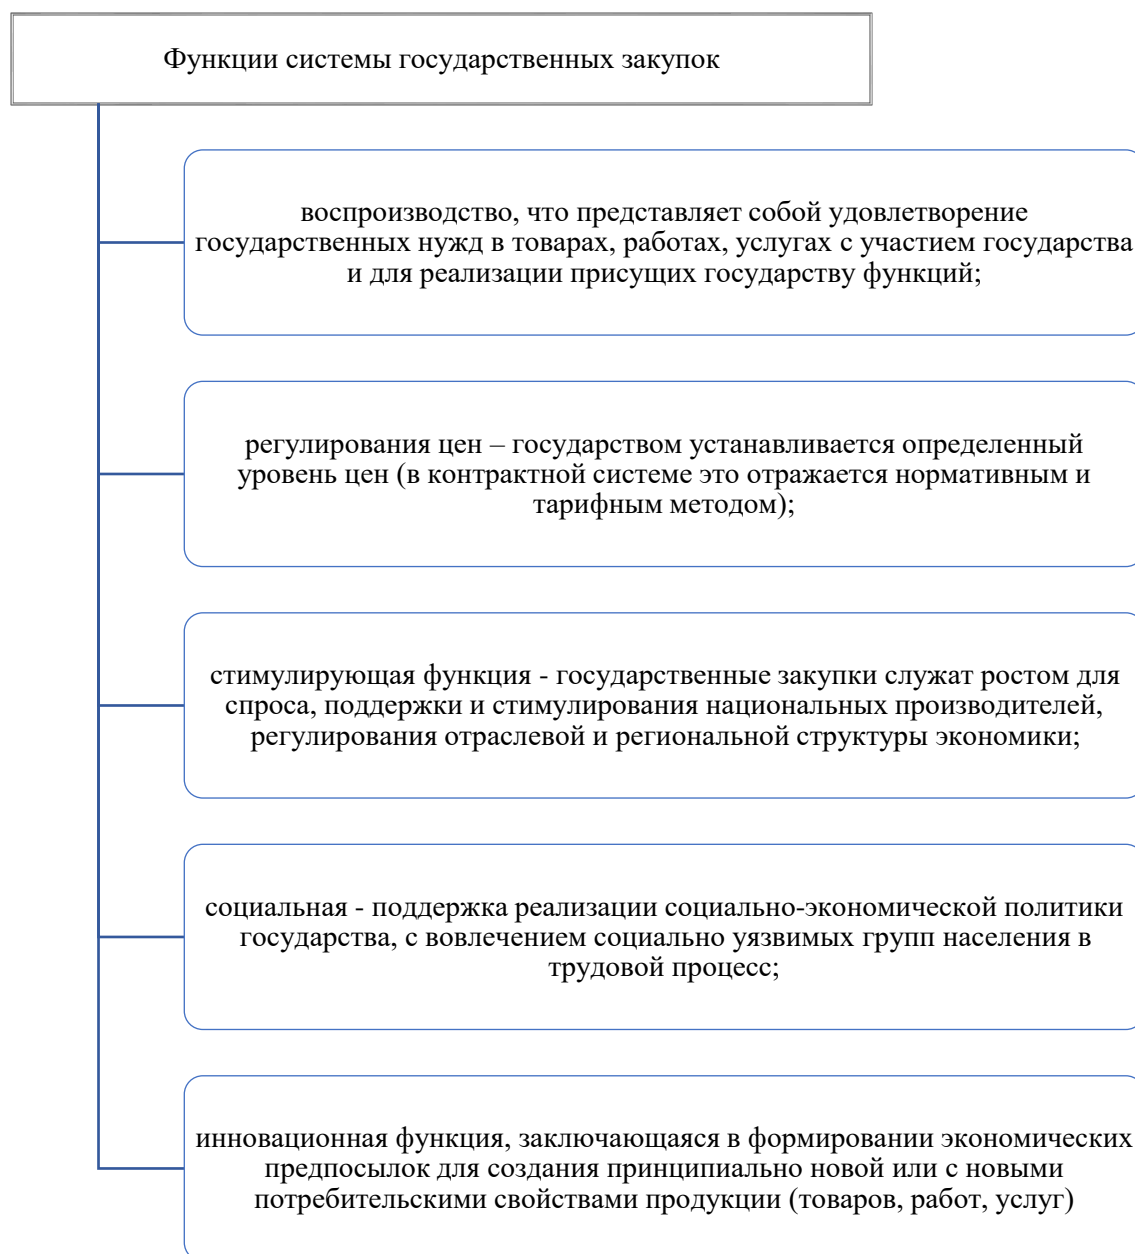 Функции системы государственных закупок
воспроизводство, что представляет собой удовлетворение
государственных нужд в товарах, работах, услугах с участием государства
и для реализации присущих государству функций;
регулирования цен – государством устанавливается определенный
уровень цен (в контрактной системе это отражается нормативным и
тарифным методом);
стимулирующая функция - государственные закупки служат ростом для
спроса, поддержки и стимулирования национальных производителей,
регулирования отраслевой и региональной структуры экономики;
социальная - поддержка реализации социально-экономической политики
государства, с вовлечением социально уязвимых групп населения в
трудовой процесс;
инновационная функция, заключающаяся в формировании экономических
предпосылок для создания принципиально новой или с новыми
потребительскими свойствами продукции (товаров, работ, услуг)